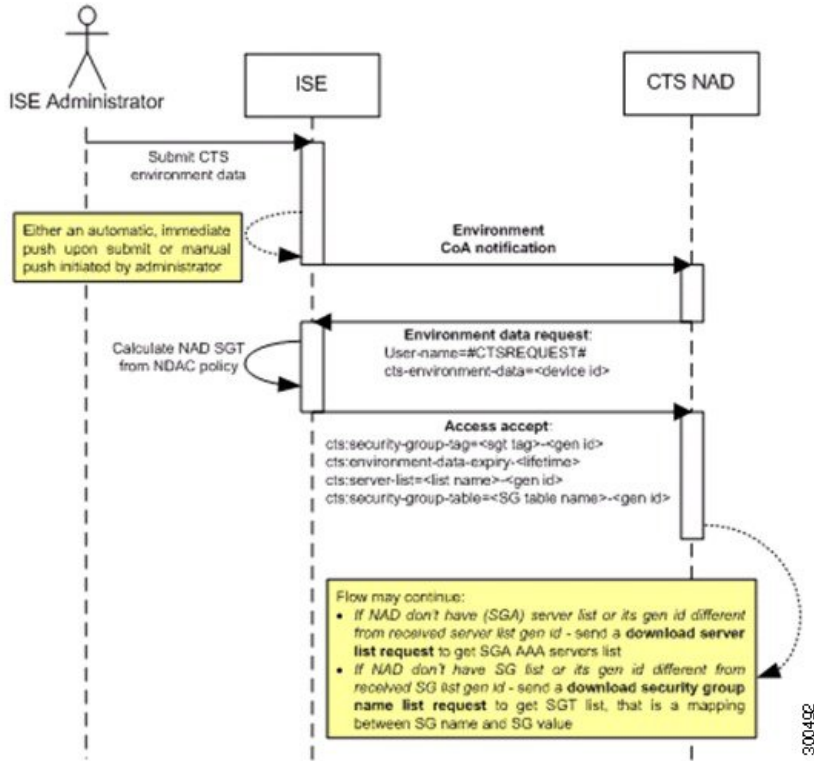 ISE Administrator
ISE
CTS NAD
Submit CTS
environment data
Either an automatic, immediate
push upon submit or manual
push initiated by administrator
Environment
CoA notification
Environment data request:
User-name=#CTSREQUEST#
cts-environment-data=<device id>
Calculate NAD SGT
from NDAC policy
Access accept:
cts:security-group-tag=<sgt tag>-<gen id>
cts:environment-data-expiry-<lifetime>
cts:server-list=<list name>-<gen id>
cts:security-group-table=<SG table name>-<gen id>
Flow may continue:
• If NAD don't have (SGA) server list or its gen id different
from received server list gen id - send a download server
list request to get SGA AAA servers list
• If NAD don't have SG list or its gen id different from
received SG list gen id - send a download security group
name list request to get SGT list, that is a mapping
between SG name and SG value
300492